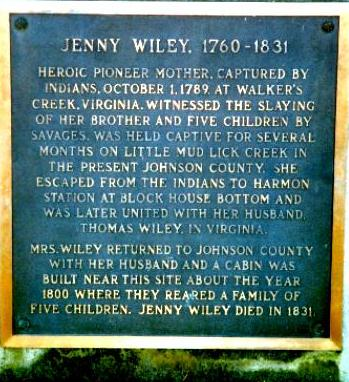 JENNY WILEY, 1760-1831
HEROIC PIONEER MOTHER, CAPTURED BY
INDIANS, OCTOBER 1, 1789, AT WALKER'S
CREEK, VIRGINIA. WITNESSED THE SLAYING
OF HER BROTHER AND FIVE CHILDREN BY
SAVAGES. WAS HELD CAPTIVE FOR SEVERAL
MONTHS ON LITTLE MUD LICK CREEK IN
THE PRESENT JOHNSON COUNTY. SHE
ESCAPED FROM THE INDIANS TO HARMON
STATION AT BLOCK HOUSE BOTTOM AND
WAS LATER UNITED WITH HER HUSBAND,
THOMAS WILEY, IN VIRGINIA.
MRS. WILEY RETURNED TO JOHNSON COUNTY
WITH HER HUSBAND AND A CABIN WAS
BUILT NEAR THIS SITE ABOUT THE YEAR
1800 WHERE THEY REARED A FAMILY OF
FIVE CHILDREN. JENNY WILEY DIED IN 1831.